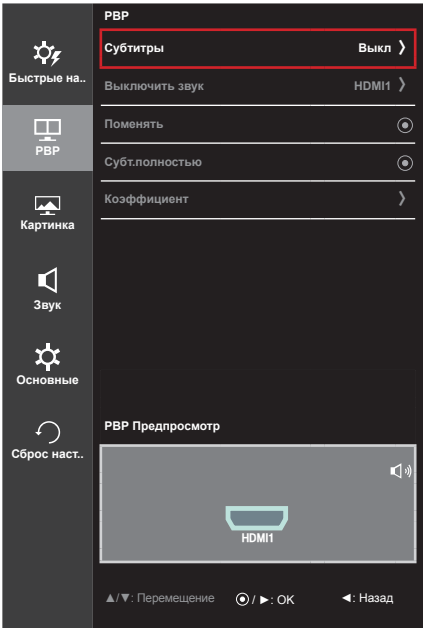 PBP
Субтитры Выкл ❭
Быстрые на..
Выключить звук HDMI1 ❭
Поменять
PBP
Субт.полностью
Коэффициент ❭
Картинка
Звук
Основные
PBP Предпросмотр
Сброс наст..
HDMI1
▲/▼: Перемещение ⦿ / ►: OK ◄: Назад